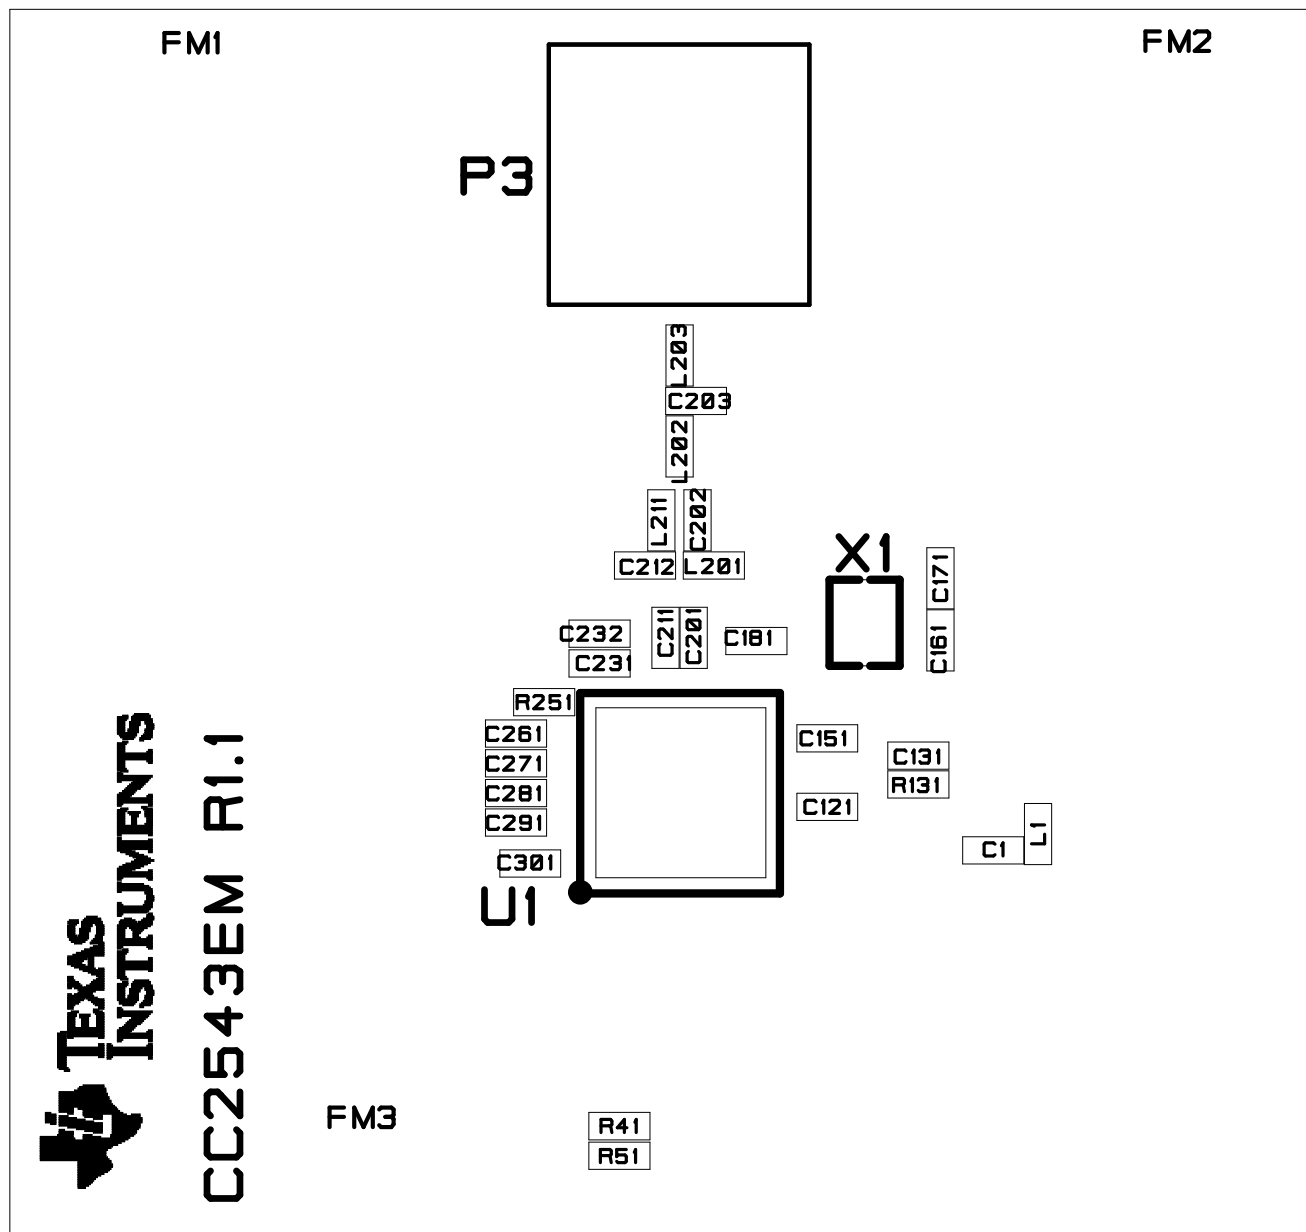 FM1
FM2
P3
L203
C203
L202
L211
C202
C212
L201
X1
C171
C232
C211
C201
C181
C161
C231
R251
C261
C151
C271
C131
R131
C281
C121
C291
L1
C1
C301
U1
TEXAS
INSTRUMENTS
CC2543EM R1.1
FM3
R41
R51